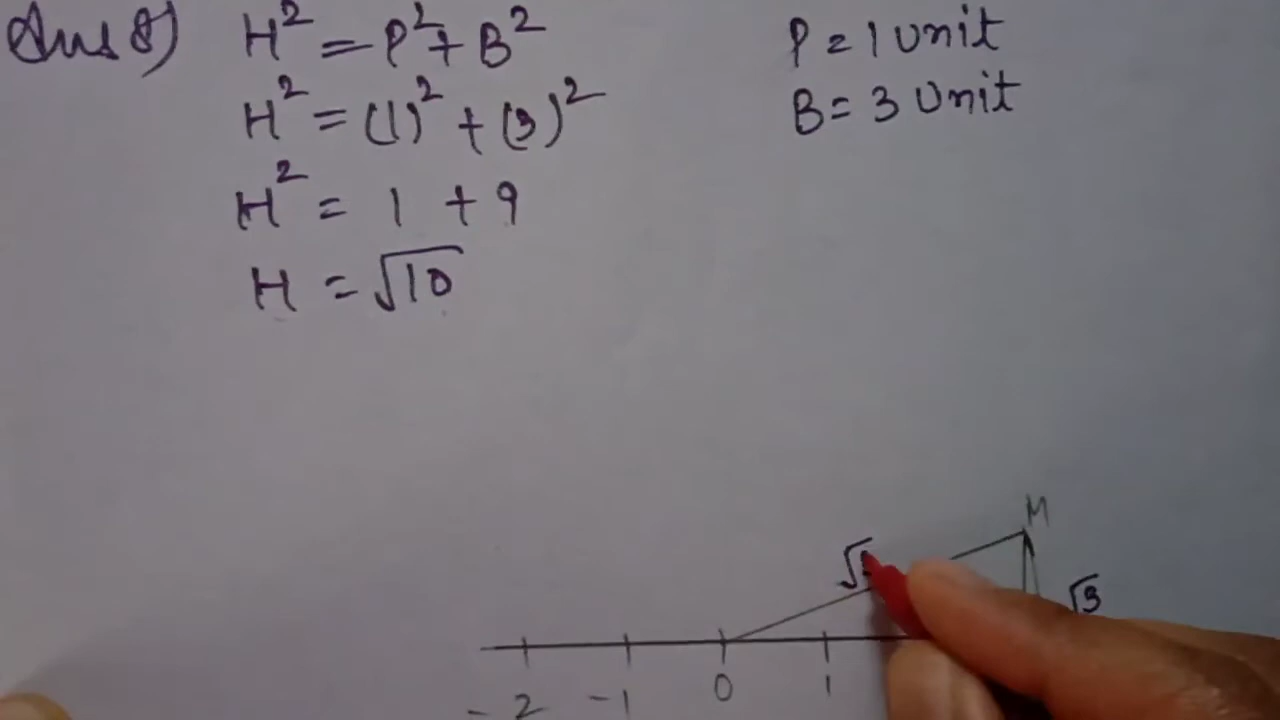 Ans 8) H² = P² + B² P = 1 Unit
H² = (1)² + (3)² B = 3 Unit
H² = 1 + 9
H = √10
M
√3
-2 -1 0 1